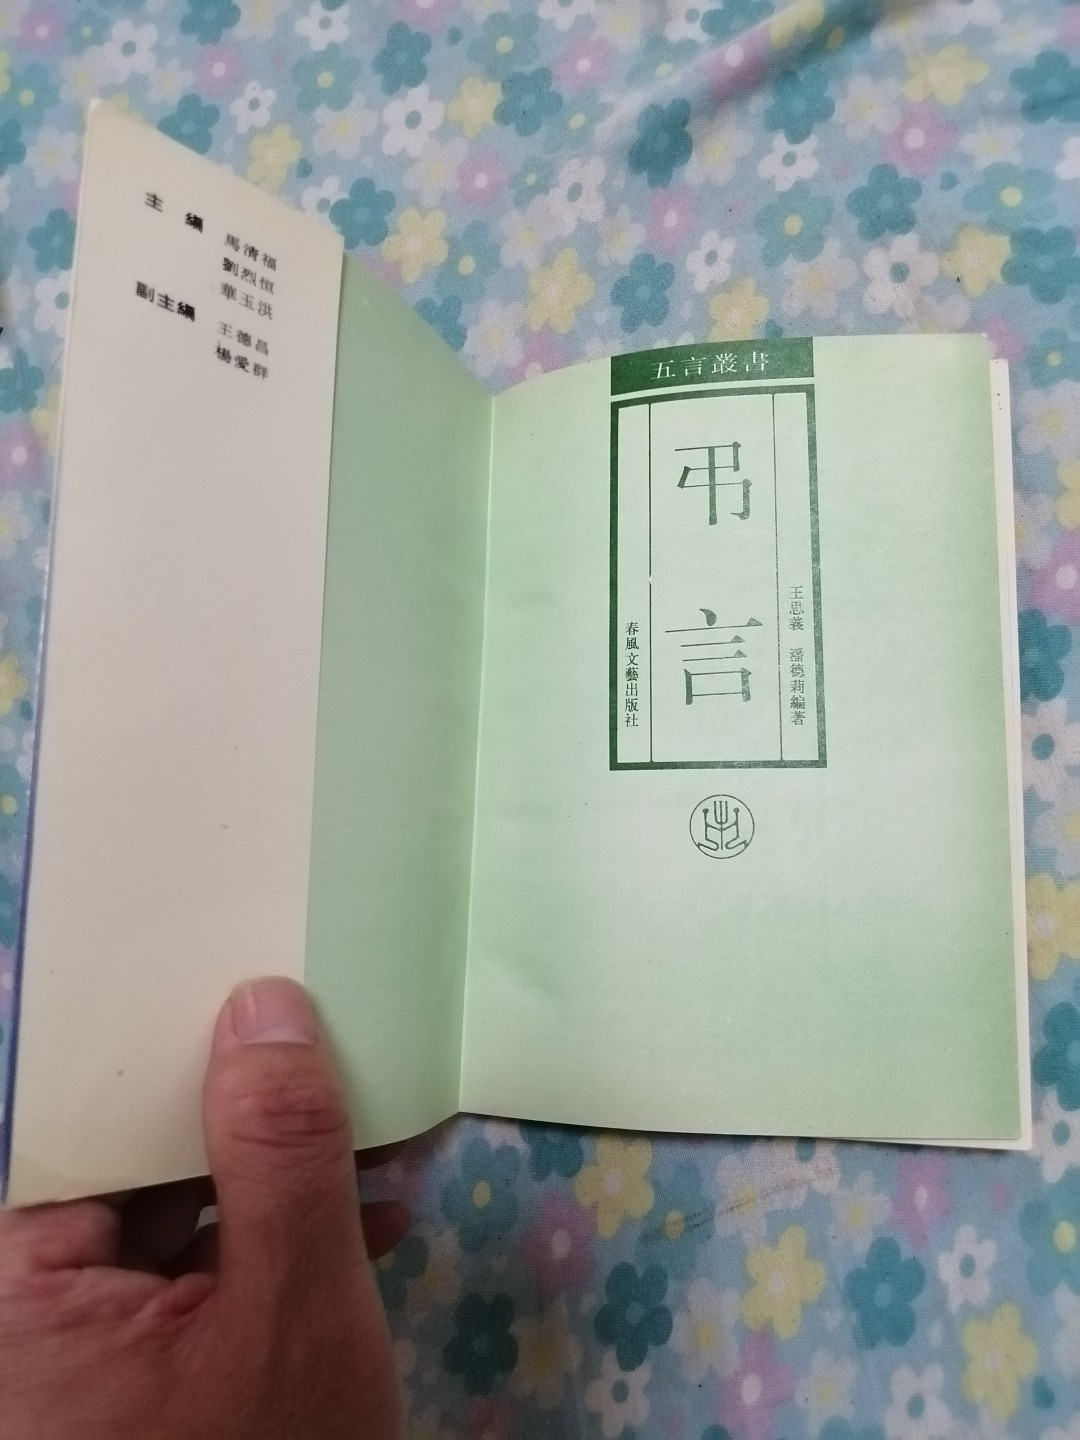 主 編
馬清福
劉烈恒
華玉洪
副主編
王德昌
楊愛群
五言叢書
弔言
王思義 潘德莉編著
春風文藝出版社